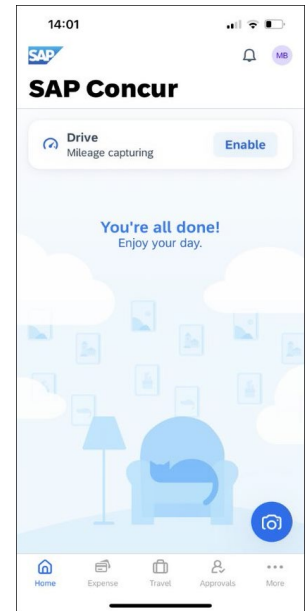 14:01
SAP
MB
SAP Concur
Drive
Mileage capturing
Enable
You're all done!
Enjoy your day.
Home
Expense
Travel
Approvals
More